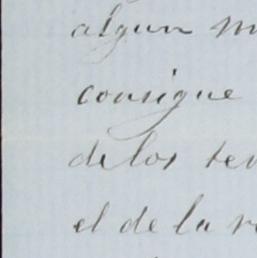 algun
consigue
de los
el de la